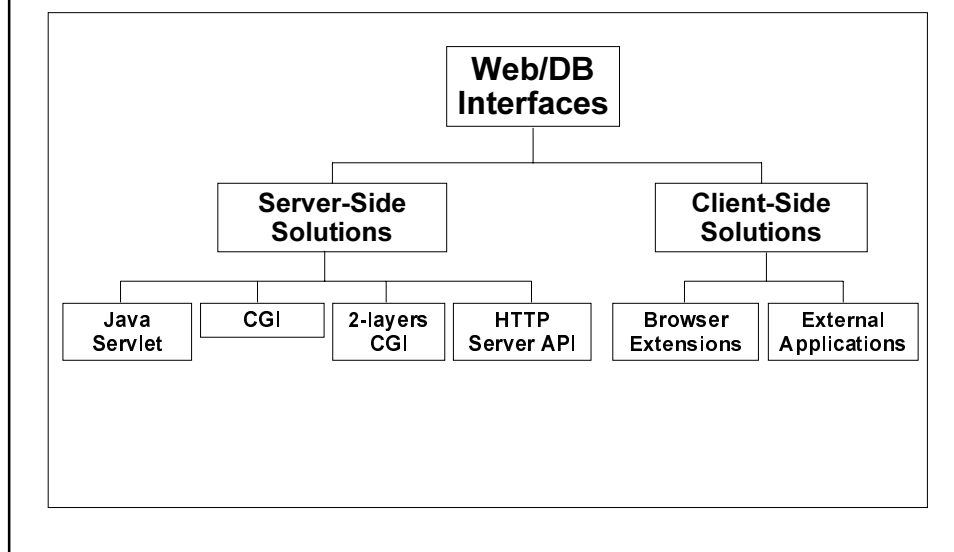 Web/DB
Interfaces
Server-Side
Solutions
Client-Side
Solutions
Java
Servlet
CGI
2-layers
CGI
HTTP
Server API
Browser
Extensions
External
Applications